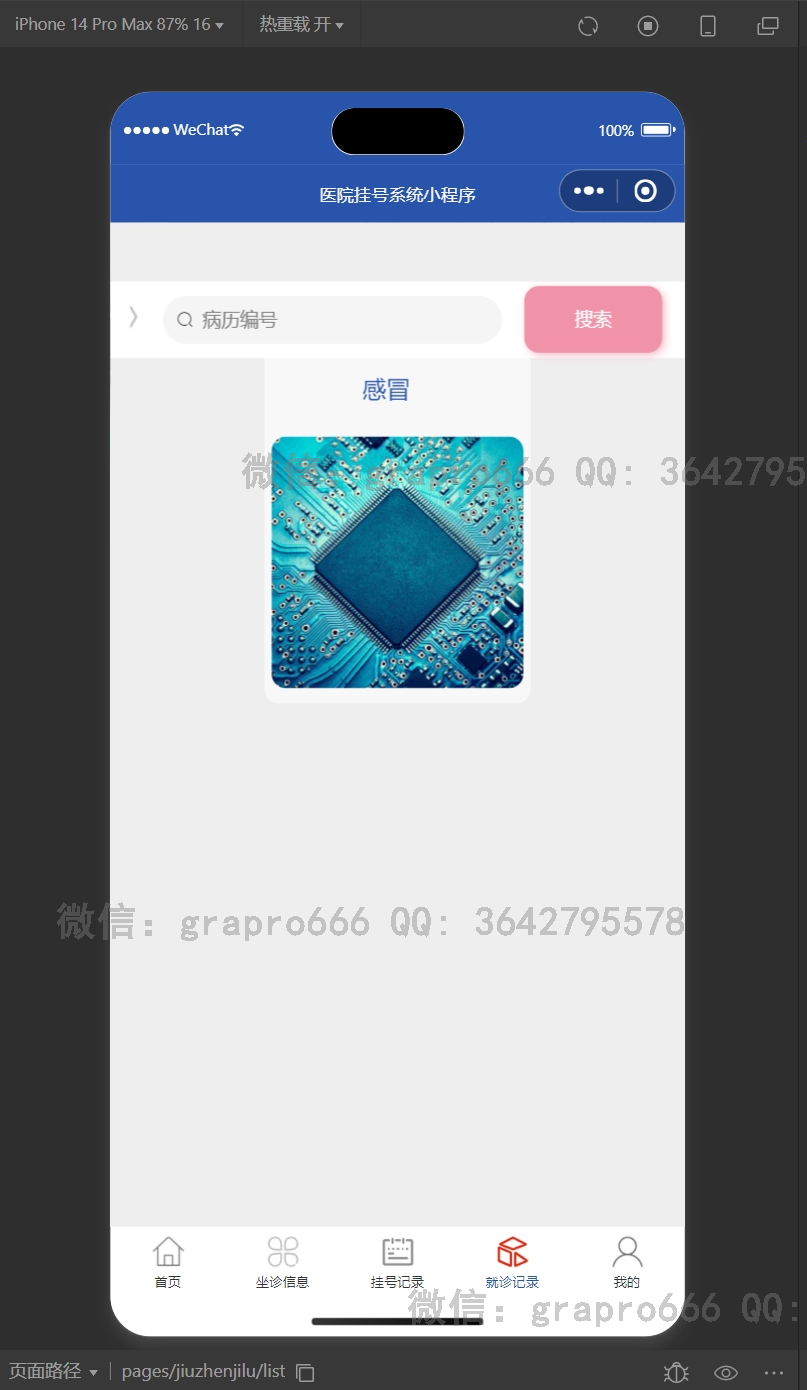 iPhone 14 Pro Max 87% 16
热重载 开
WeChat
100%
医院挂号系统小程序
病历编号
搜索
感冒
微信：grapro666 QQ：3642795
微信：grapro666 QQ：3642795578
首页
坐诊信息
挂号记录
就诊记录
我的
微信：grapro666 QQ：
页面路径
pages/jiuzhenjilu/list